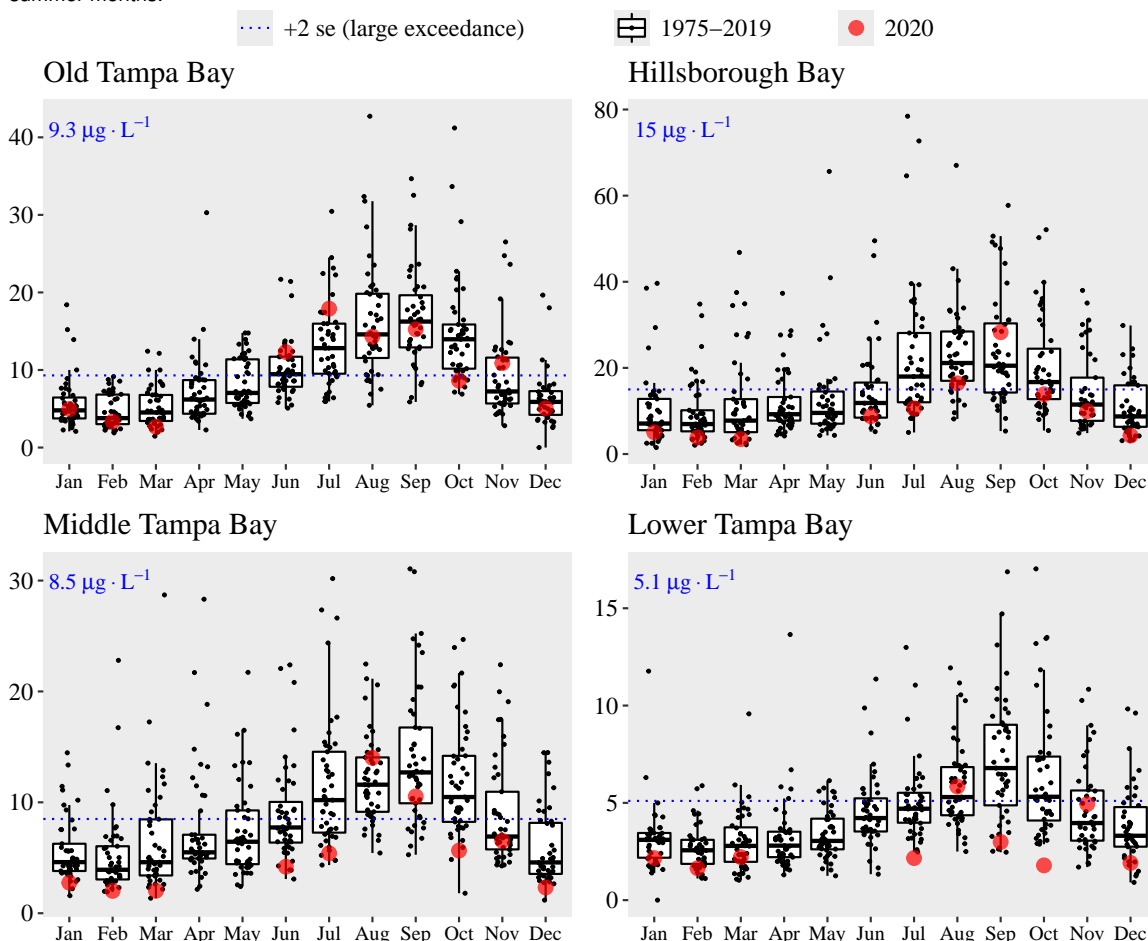 summer months.
+2 se (large exceedance) 1975−2019 2020
Old Tampa Bay
9.3 μg · L⁻¹
40
30
20
10
0
Jan Feb Mar Apr May Jun Jul Aug Sep Oct Nov Dec
Hillsborough Bay
15 μg · L⁻¹
80
60
40
20
0
Jan Feb Mar Apr May Jun Jul Aug Sep Oct Nov Dec
Middle Tampa Bay
8.5 μg · L⁻¹
30
20
10
0
Jan Feb Mar Apr May Jun Jul Aug Sep Oct Nov Dec
Lower Tampa Bay
5.1 μg · L⁻¹
15
10
5
0
Jan Feb Mar Apr May Jun Jul Aug Sep Oct Nov Dec